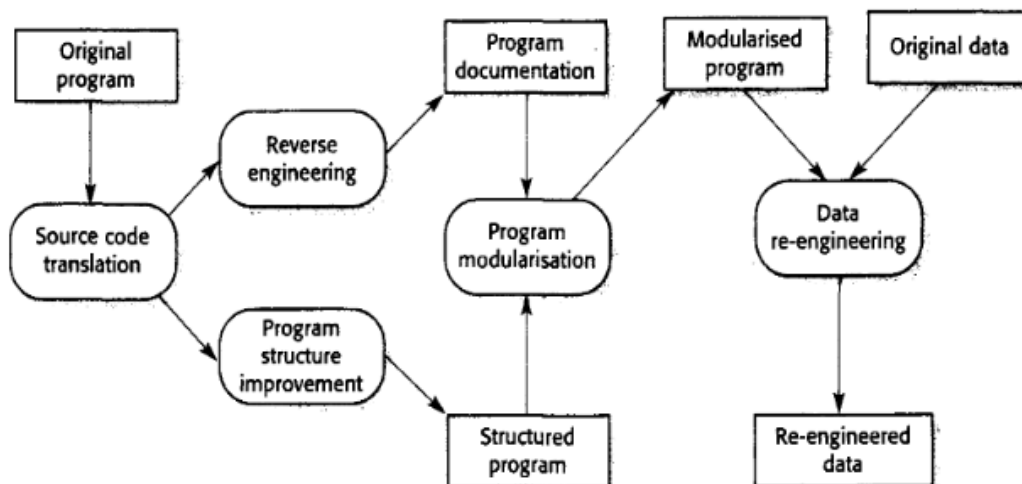 Original
program
Program
documentation
Modularised
program
Original data
Reverse
engineering
Source code
translation
Program
modularisation
Data
re-engineering
Program
structure
improvement
Structured
program
Re-engineered
data